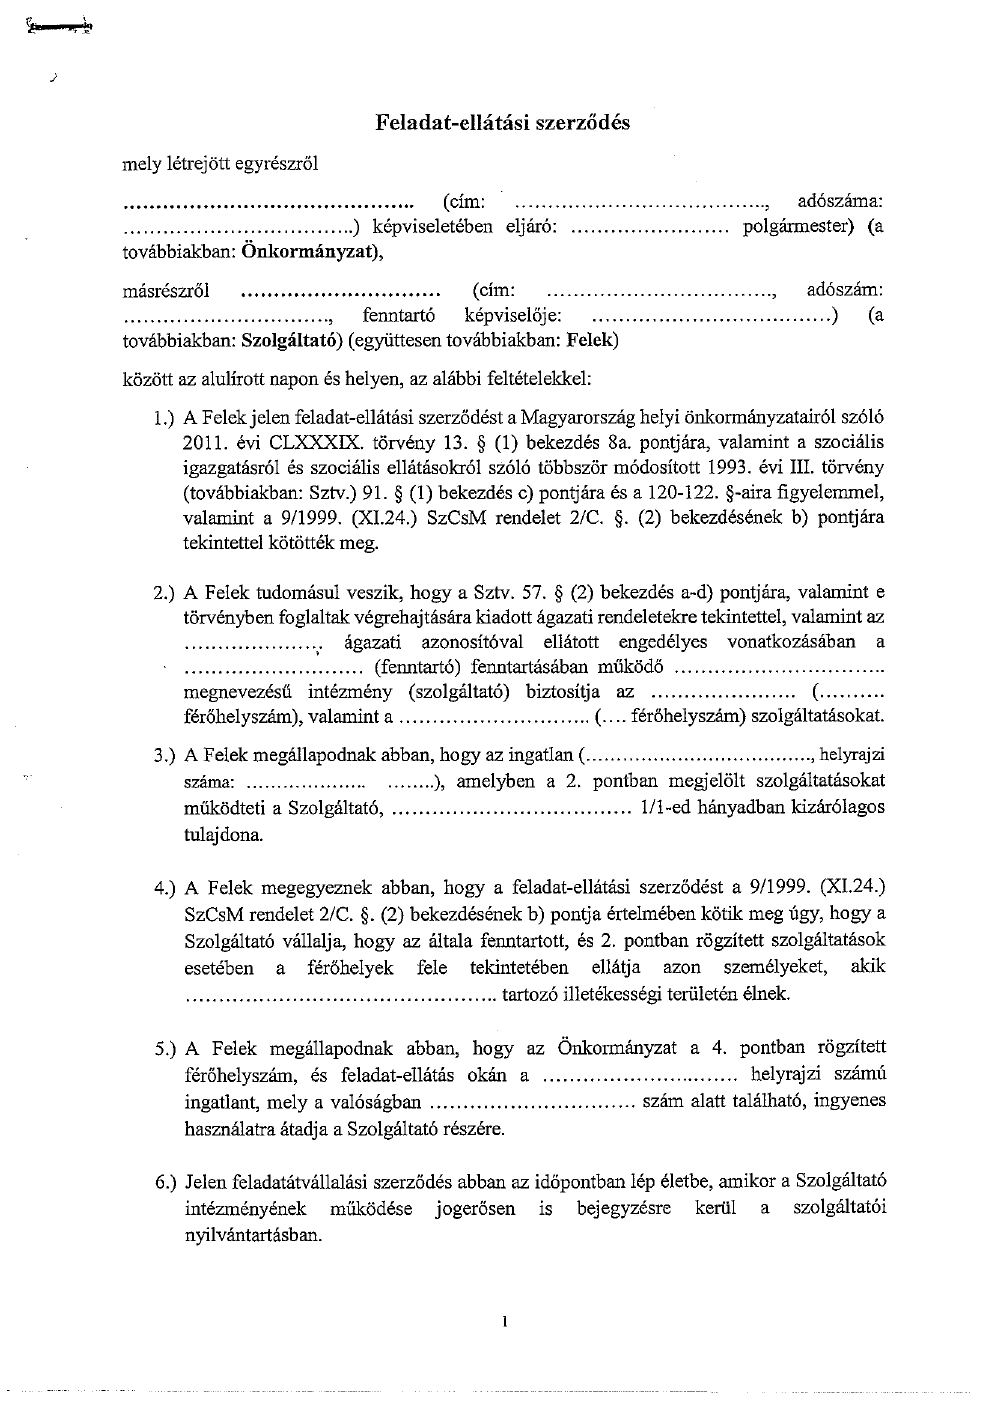 Feladat-ellátási szerződés
mely létrejött egyrészről
............................................ (cím: ......................................, adószáma:
...................................) képviseletében eljáró: ........................ polgármester) (a
továbbiakban: Önkormányzat),
másrészről .............................. (cím: .................................., adószám:
..............................., fenntartó képviselője: ....................................) (a
továbbiakban: Szolgáltató) (együttesen továbbiakban: Felek)
között az alulírott napon és helyen, az alábbi feltételekkel:
1.) A Felek jelen feladat-ellátási szerződést a Magyarország helyi önkormányzatairól szóló
2011. évi CLXXXIX. törvény 13. § (1) bekezdés 8a. pontjára, valamint a szociális
igazgatásról és szociális ellátásokról szóló többször módosított 1993. évi III. törvény
(továbbiakban: Sztv.) 91. § (1) bekezdés c) pontjára és a 120-122. §-aira figyelemmel,
valamint a 9/1999. (XI.24.) SzCsM rendelet 2/C. §. (2) bekezdésének b) pontjára
tekintettel kötötték meg.
2.) A Felek tudomásul veszik, hogy a Sztv. 57. § (2) bekezdés a-d) pontjára, valamint e
törvényben foglaltak végrehajtására kiadott ágazati rendeletekre tekintettel, valamint az
..................... ágazati azonosítóval ellátott engedélyes vonatkozásában a
........................... (fenntartó) fenntartásában működő ................................
megnevezésű intézmény (szolgáltató) biztosítja az ...................... (..........
férőhelyszám), valamint a ............................. (.... férőhelyszám) szolgáltatásokat.
3.) A Felek megállapodnak abban, hogy az ingatlan (..................................., helyrajzi
száma: ................... ........), amelyben a 2. pontban megjelölt szolgáltatásokat
működteti a Szolgáltató, .................................... 1/1-ed hányadban kizárólagos
tulajdona.
4.) A Felek megegyeznek abban, hogy a feladat-ellátási szerződést a 9/1999. (XI.24.)
SzCsM rendelet 2/C. §. (2) bekezdésének b) pontja értelmében kötik meg úgy, hogy a
Szolgáltató vállalja, hogy az általa fenntartott, és 2. pontban rögzített szolgáltatások
esetében a férőhelyek fele tekintetében ellátja azon személyeket, akik
............................................... tartozó illetékességi területén élnek.
5.) A Felek megállapodnak abban, hogy az Önkormányzat a 4. pontban rögzített
férőhelyszám, és feladat-ellátás okán a ............................. helyrajzi számú
ingatlant, mely a valóságban ............................... szám alatt található, ingyenes
használatra átadja a Szolgáltató részére.
6.) Jelen feladatátvállalási szerződés abban az időpontban lép életbe, amikor a Szolgáltató
intézményének működése jogerősen is bejegyzésre kerül a szolgáltatói
nyilvántartásban.
1